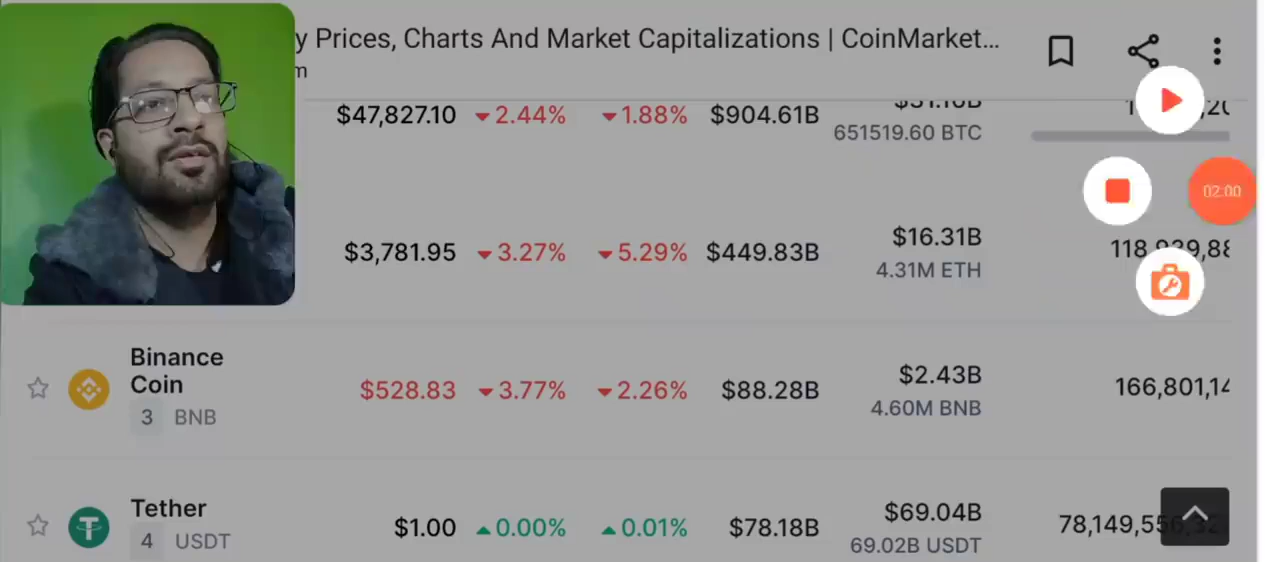 y Prices, Charts And Market Capitalizations | CoinMarket...
m
$47,827.10 2.44% 1.88% $904.61B
651519.60 BTC
02:00
$3,781.95 3.27% 5.29% $449.83B $16.31B
4.31M ETH
Binance
Coin
3 BNB
$528.83 3.77% 2.26% $88.28B $2.43B 166,801,14
4.60M BNB
Tether
4 USDT
$1.00 0.00% 0.01% $78.18B $69.04B
69.02B USDT